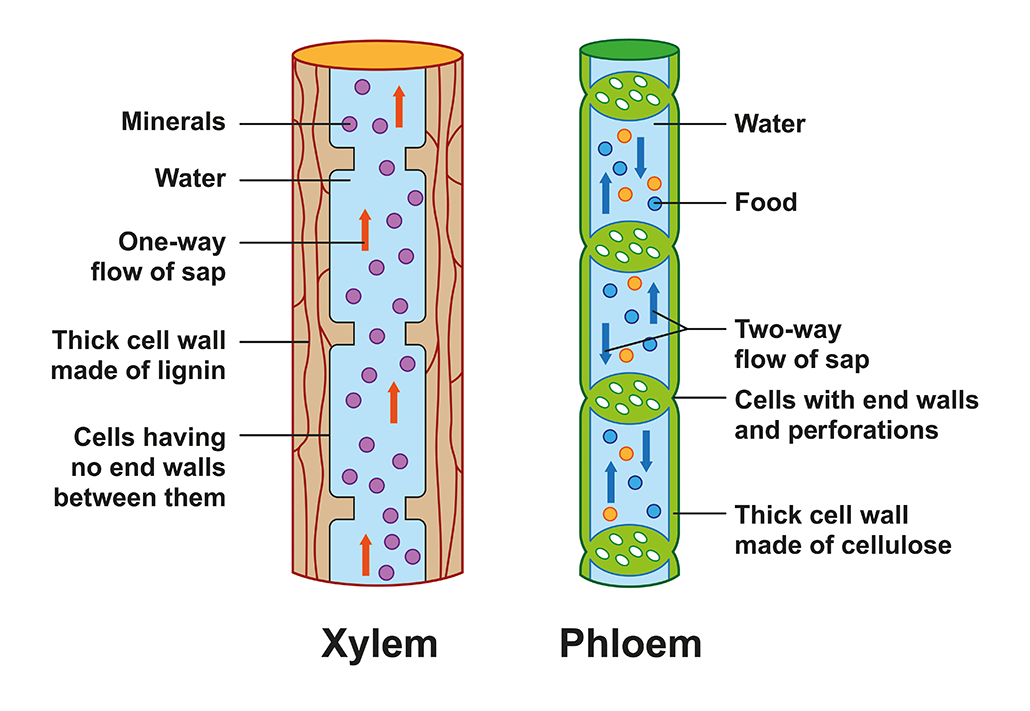 Minerals
Water
One-way
flow of sap
Thick cell wall
made of lignin
Cells having
no end walls
between them
Xylem
Water
Food
Two-way
flow of sap
Cells with end walls
and perforations
Thick cell wall
made of cellulose
Phloem